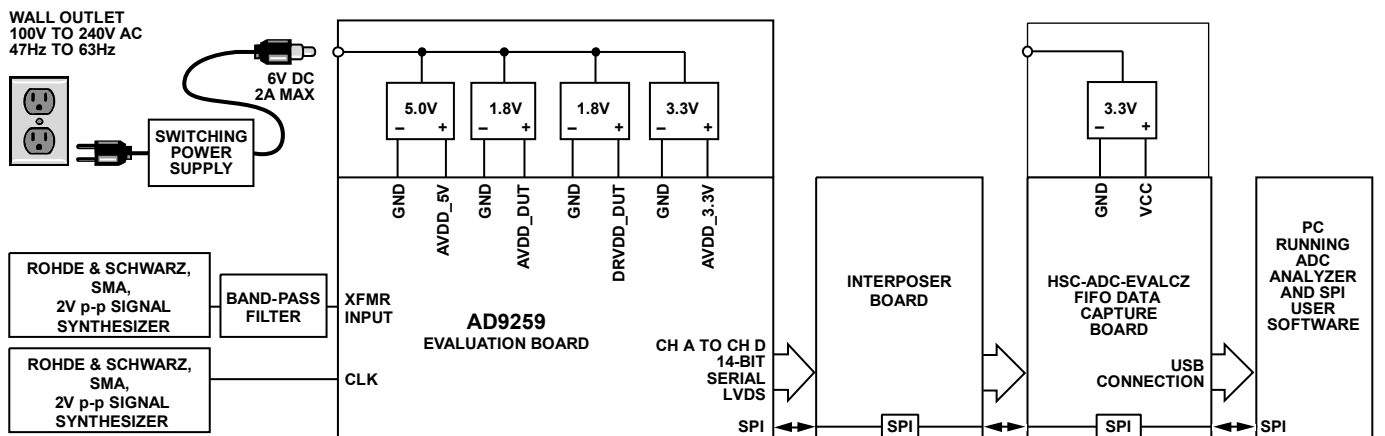 WALL OUTLET
100V TO 240V AC
47Hz TO 63Hz
6V DC
2A MAX
SWITCHING
POWER
SUPPLY
5.0V
– +
1.8V
– +
1.8V
– +
3.3V
– +
3.3V
– +
GND
AVDD_5V
GND
AVDD_DUT
GND
DRVDD_DUT
GND
AVDD_3.3V
GND
VCC
ROHDE & SCHWARZ,
SMA,
2V p-p SIGNAL
SYNTHESIZER
BAND-PASS
FILTER
XFMR
INPUT
AD9259
EVALUATION BOARD
ROHDE & SCHWARZ,
SMA,
2V p-p SIGNAL
SYNTHESIZER
CLK
CH A TO CH D
14-BIT
SERIAL
LVDS
SPI
INTERPOSER
BOARD
SPI
HSC-ADC-EVALCZ
FIFO DATA
CAPTURE
BOARD
USB
CONNECTION
SPI
PC
RUNNING
ADC
ANALYZER
AND SPI
USER
SOFTWARE
SPI